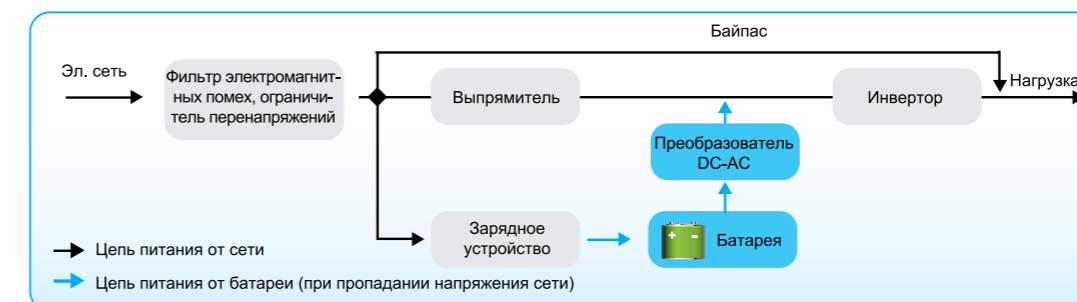 Байпас
Эл. сеть
Фильтр электромагнит-
ных помех, ограничи-
тель перенапряжений
Выпрямитель
Инвертор
Нагрузка
Преобразователь
DC-AC
Зарядное
устройство
+ -
Батарея
Цепь питания от сети
Цепь питания от батареи (при пропадании напряжения сети)